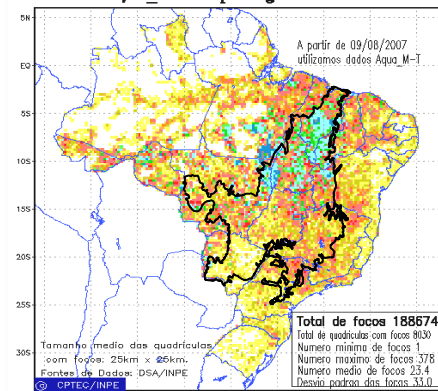 5N
A partir de 09/08/2007
utilizamos dados Aqua_M-T
EQ
5S
10S
15S
20S
25S
30S
Tamanho medio das quadriculas
com focos: 25km x 25km.
Fontes de Dados: DSA/INPE
© CPTEC/INPE
Total de focos 188674
Total de quadriculas com focos 8030
Numero minimo de focos 1
Numero maximo de focos 378
Numero medio de focos 23.4
Desvio padrao dos focos 33.0